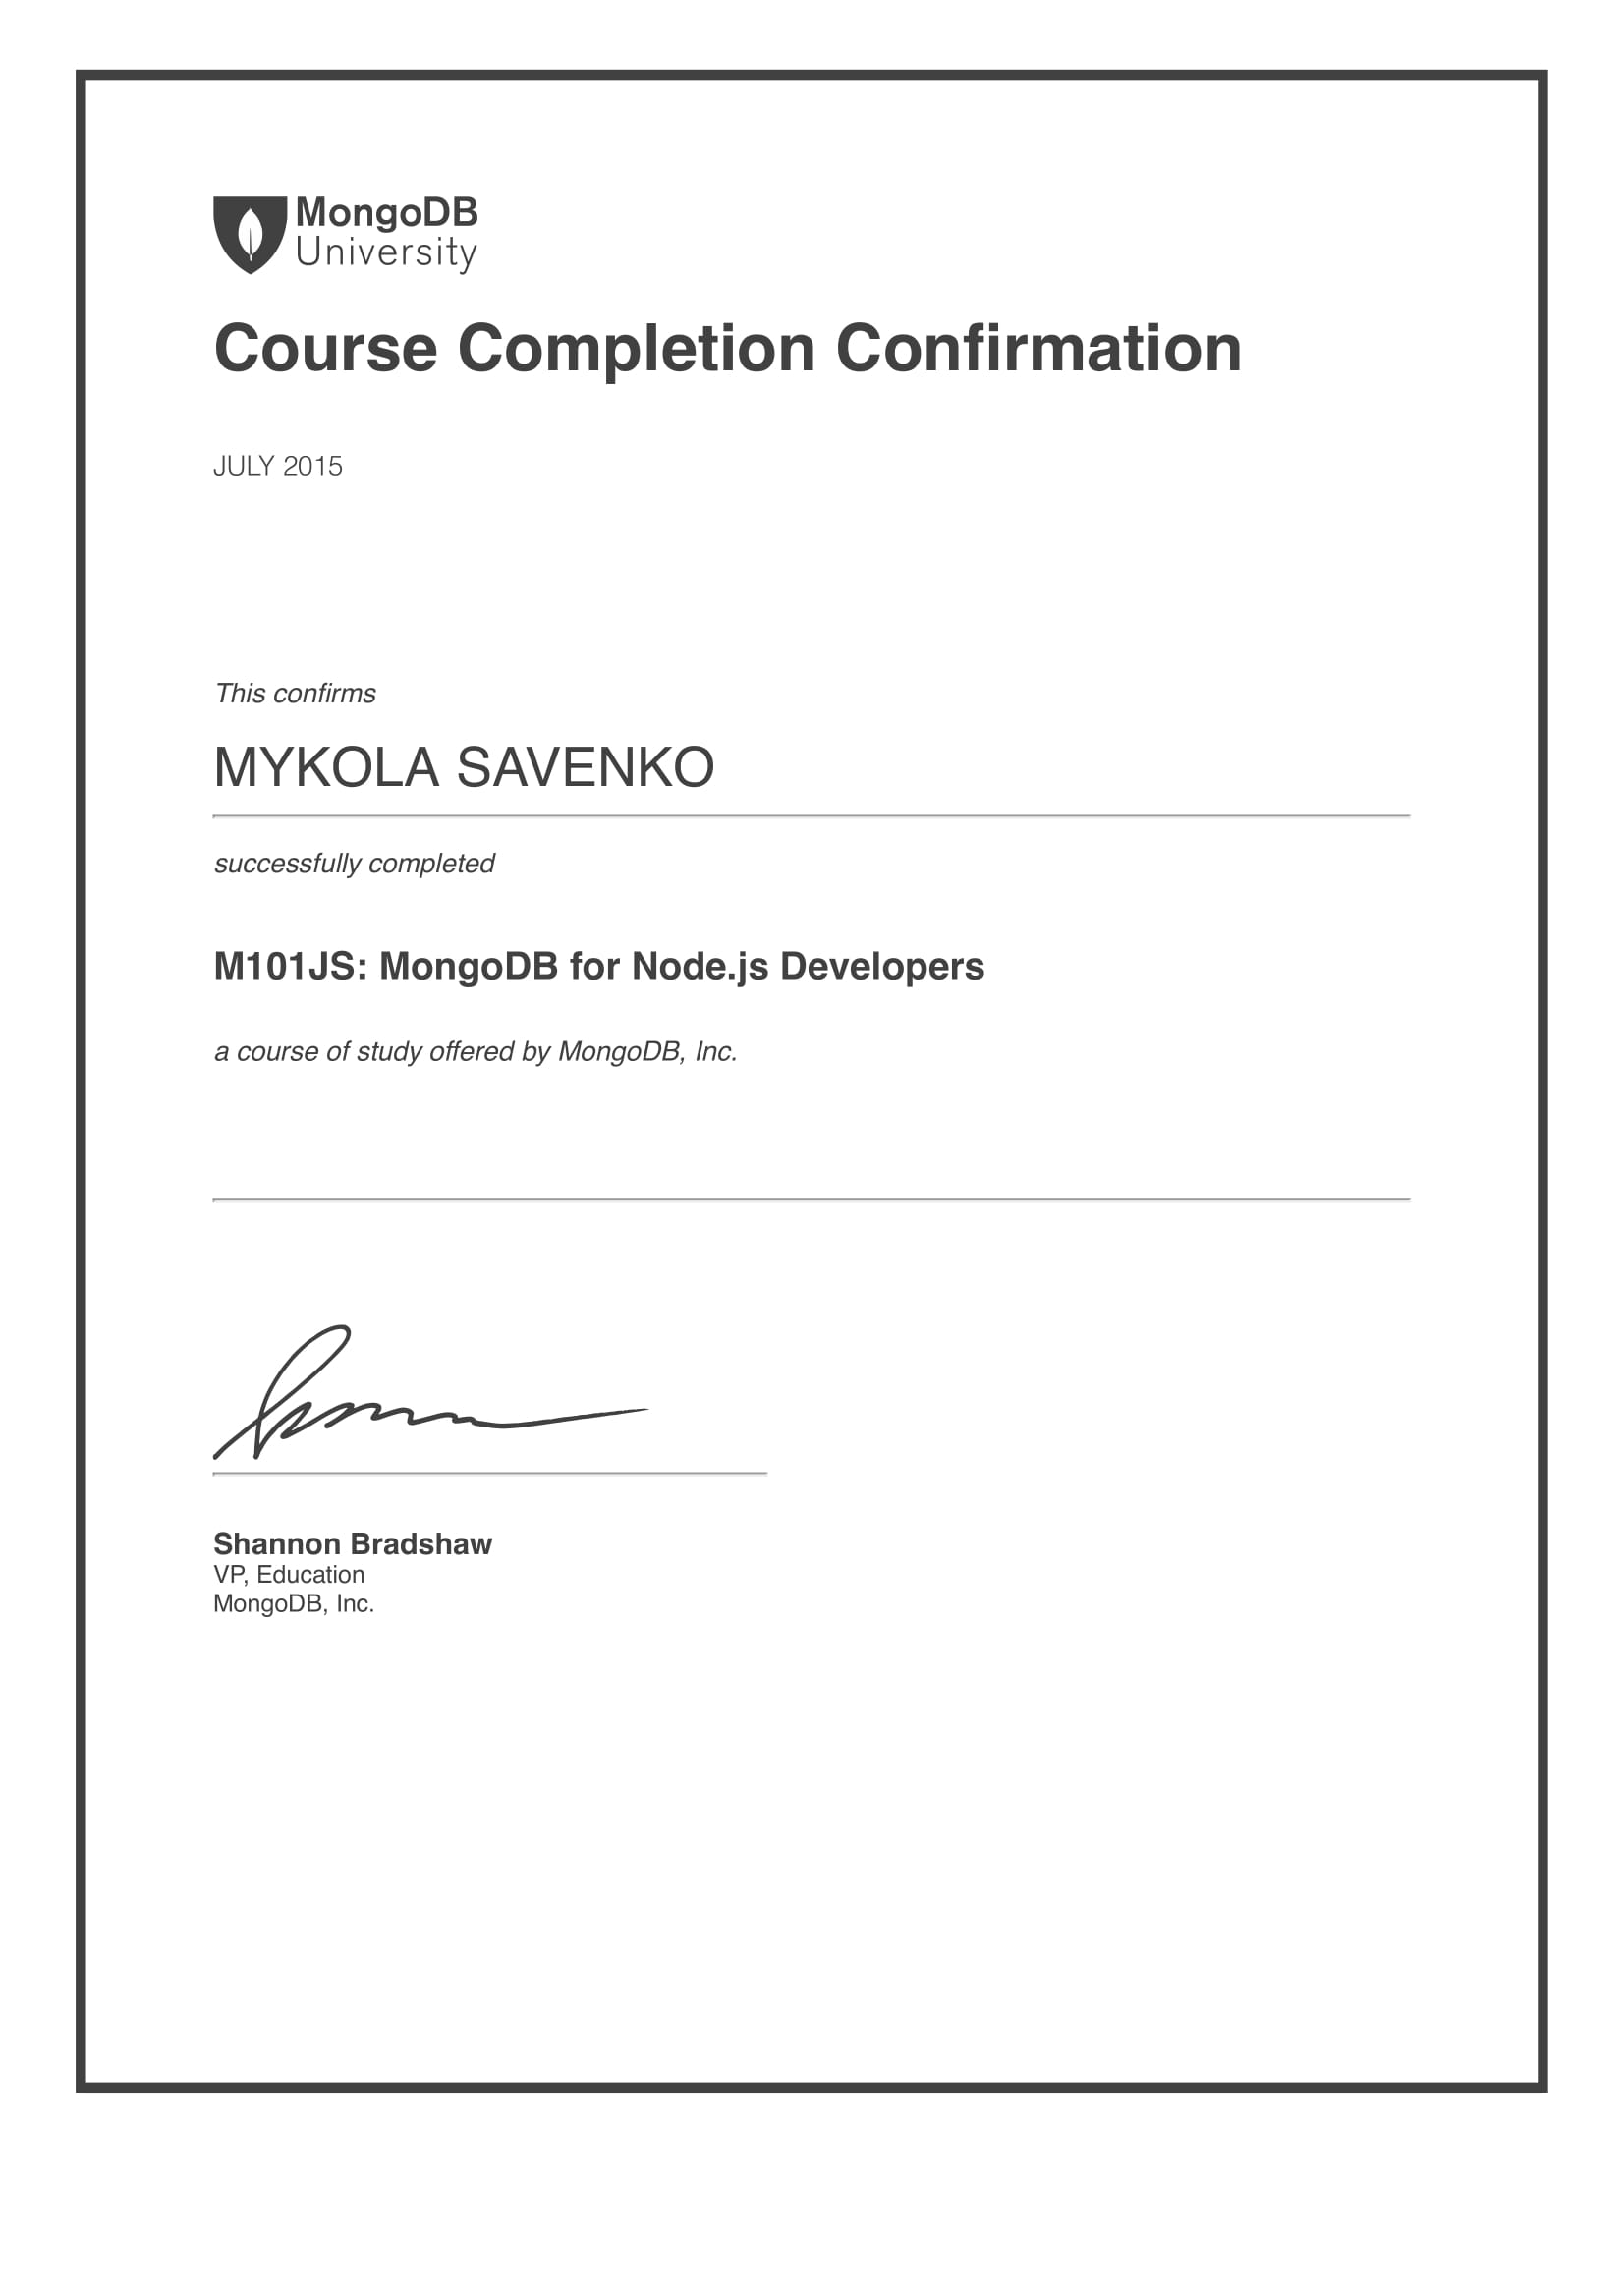 MongoDB
University
Course Completion Confirmation
JULY 2015
This confirms
MYKOLA SAVENKO
successfully completed
M101JS: MongoDB for Node.js Developers
a course of study offered by MongoDB, Inc.
Shannon Bradshaw
VP, Education
MongoDB, Inc.